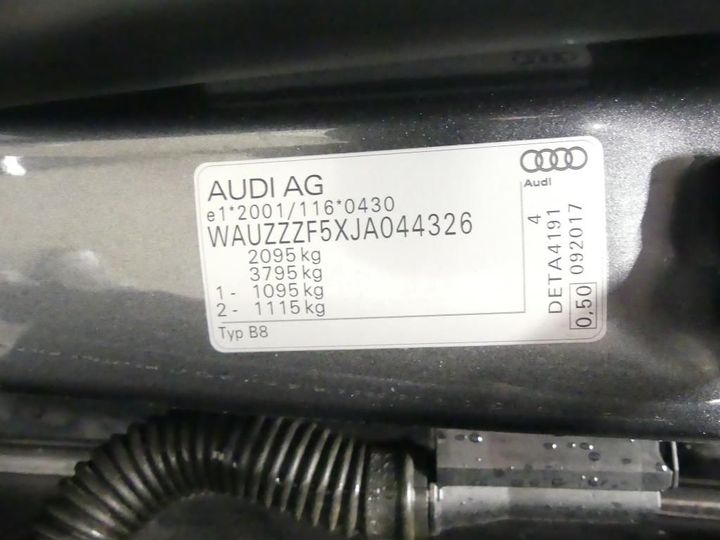 AUDI AG
e1*2001/116*0430
WAUZZZF5XJA044326
2095 kg
3795 kg
1 - 1095 kg
2 - 1115 kg
Typ B8
Audi
4
DETA4191
0,50 092017